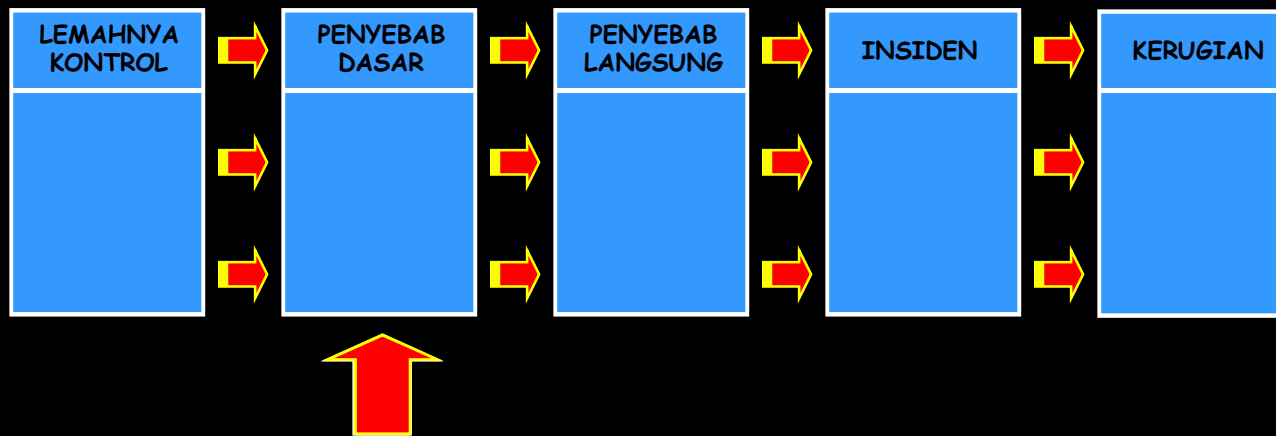 LEMAHNYA
KONTROL
PENYEBAB
DASAR
PENYEBAB
LANGSUNG
INSIDEN
KERUGIAN